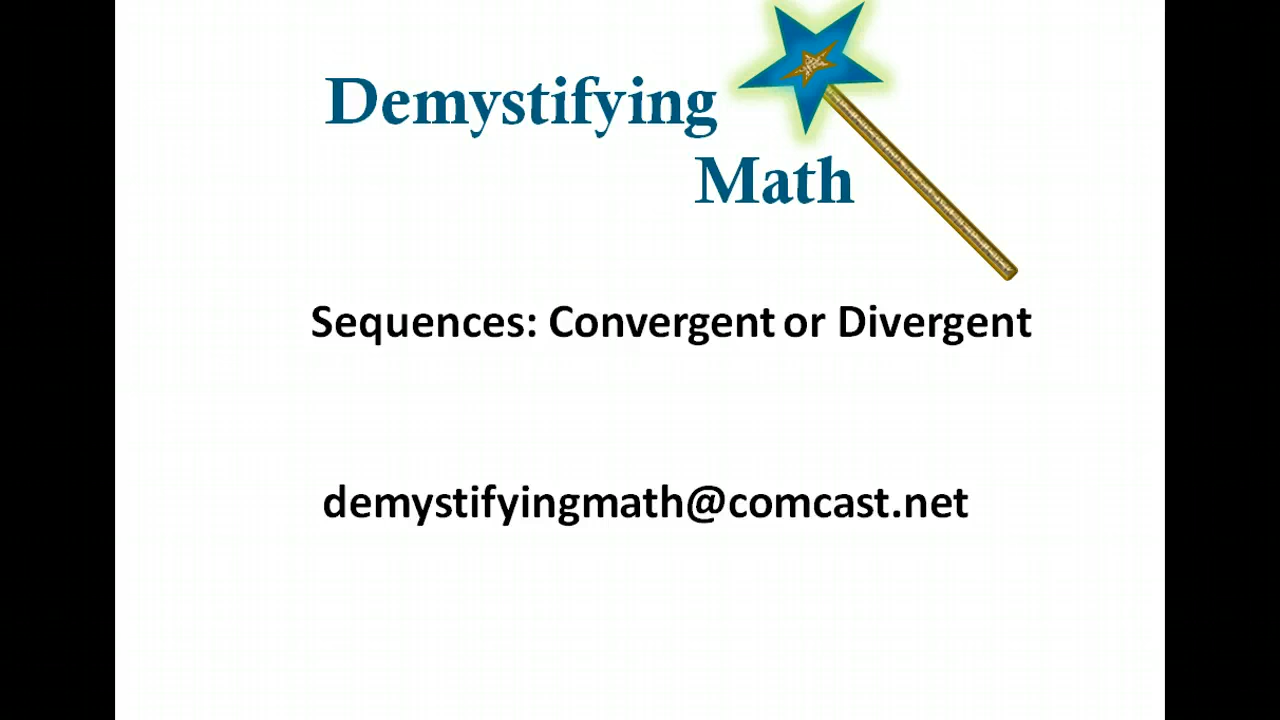 Demystifying
Math
Sequences: Convergent or Divergent
demystifyingmath@comcast.net